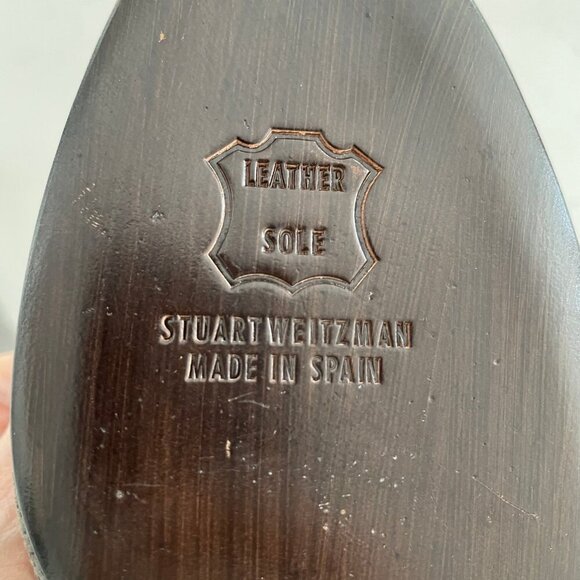 LEATHER
SOLE
STUART WEITZMAN
MADE IN SPAIN